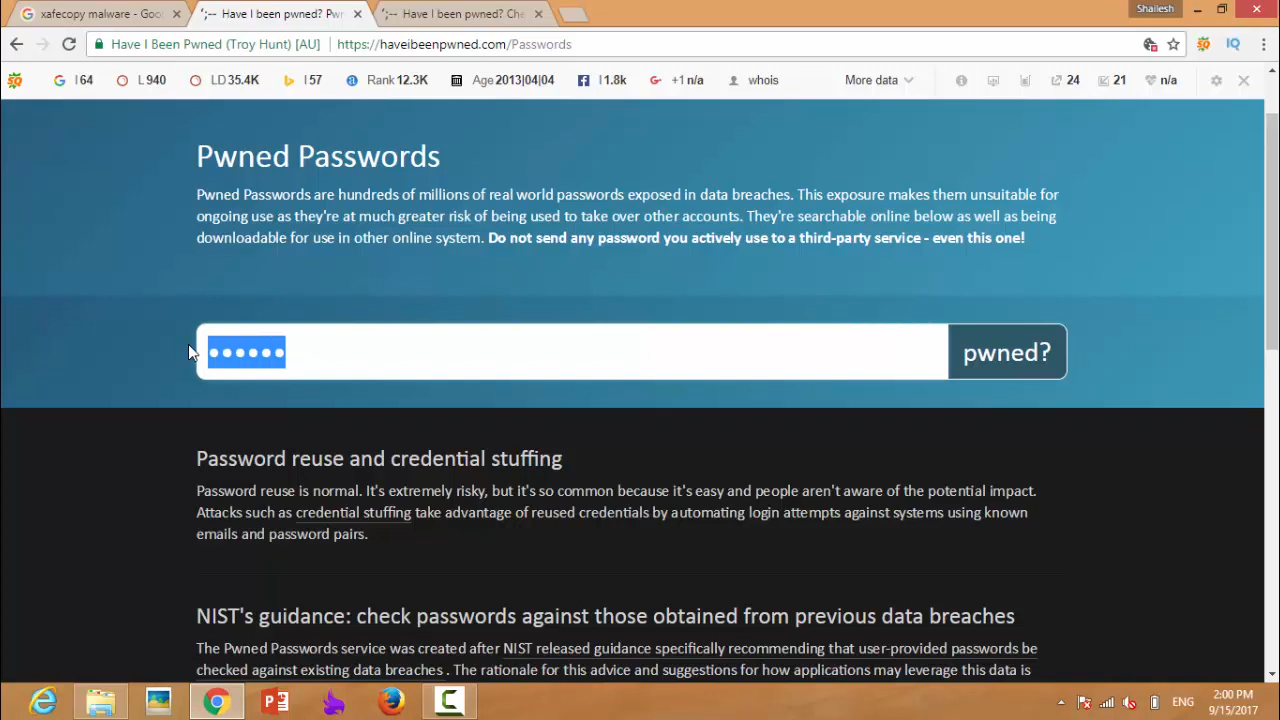 xafecopy malware - Goo
';-- Have I been pwned? Pwn
';-- Have I been pwned? Che
Shailesh
Have I Been Pwned (Troy Hunt) [AU]
https://haveibeenpwned.com/Passwords
I 64
L 940
LD 35.4K
I 57
Rank 12.3K
Age 2013|04|04
l 1.8k
+1 n/a
whois
More data
24
21
n/a
Pwned Passwords
Pwned Passwords are hundreds of millions of real world passwords exposed in data breaches. This exposure makes them unsuitable for
ongoing use as they're at much greater risk of being used to take over other accounts. They're searchable online below as well as being
downloadable for use in other online system. Do not send any password you actively use to a third-party service - even this one!
••••••
pwned?
Password reuse and credential stuffing
Password reuse is normal. It's extremely risky, but it's so common because it's easy and people aren't aware of the potential impact.
Attacks such as credential stuffing take advantage of reused credentials by automating login attempts against systems using known
emails and password pairs.
NIST's guidance: check passwords against those obtained from previous data breaches
The Pwned Passwords service was created after NIST released guidance specifically recommending that user-provided passwords be
checked against existing data breaches . The rationale for this advice and suggestions for how applications may leverage this data is
ENG
2:00 PM
9/15/2017